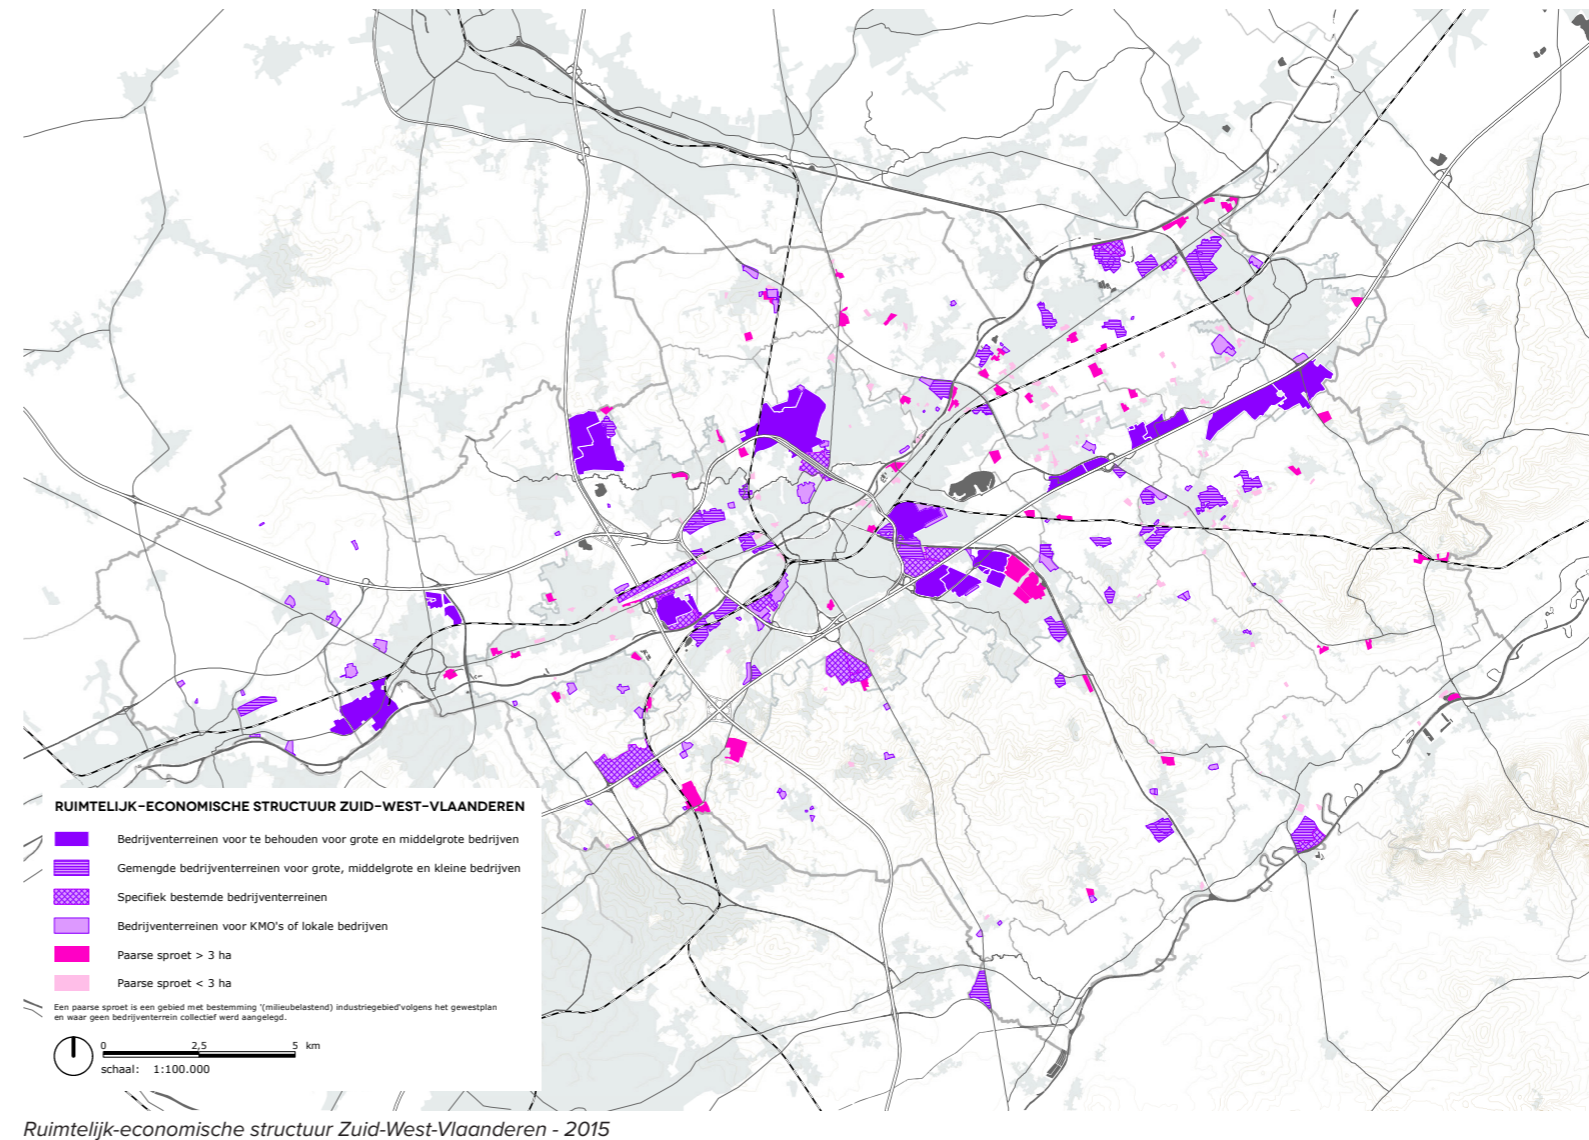 RUIMTELIJK-ECONOMISCHE STRUCTUUR ZUID-WEST-VLAANDEREN
Bedrijventerreinen voor te behouden voor grote en middelgrote bedrijven
Gemengde bedrijventerreinen voor grote, middelgrote en kleine bedrijven
Specifiek bestemde bedrijventerreinen
Bedrijventerreinen voor KMO's of lokale bedrijven
Paarse sproet > 3 ha
Paarse sproet < 3 ha
Een paarse sproet is een gebied met bestemming '(milieubelastend) industriegebied'volgens het gewestplan
en waar geen bedrijventerrein collectief werd aangelegd.
0 2,5 5 km
schaal: 1:100.000
Ruimtelijk-economische structuur Zuid-West-Vlaanderen - 2015